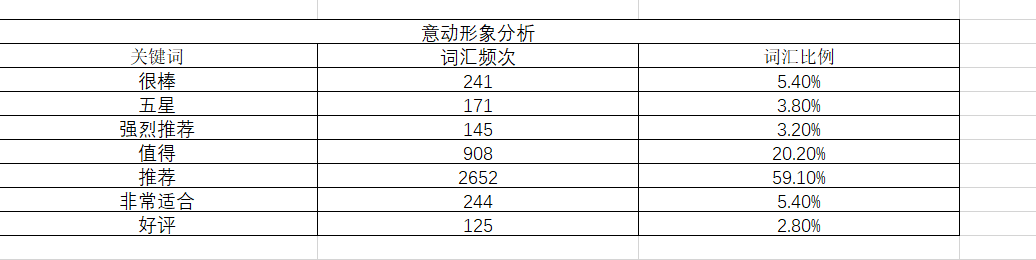 意动形象分析
关键词 词汇频次 词汇比例
很棒 241 5.40%
五星 171 3.80%
强烈推荐 145 3.20%
值得 908 20.20%
推荐 2652 59.10%
非常适合 244 5.40%
好评 125 2.80%